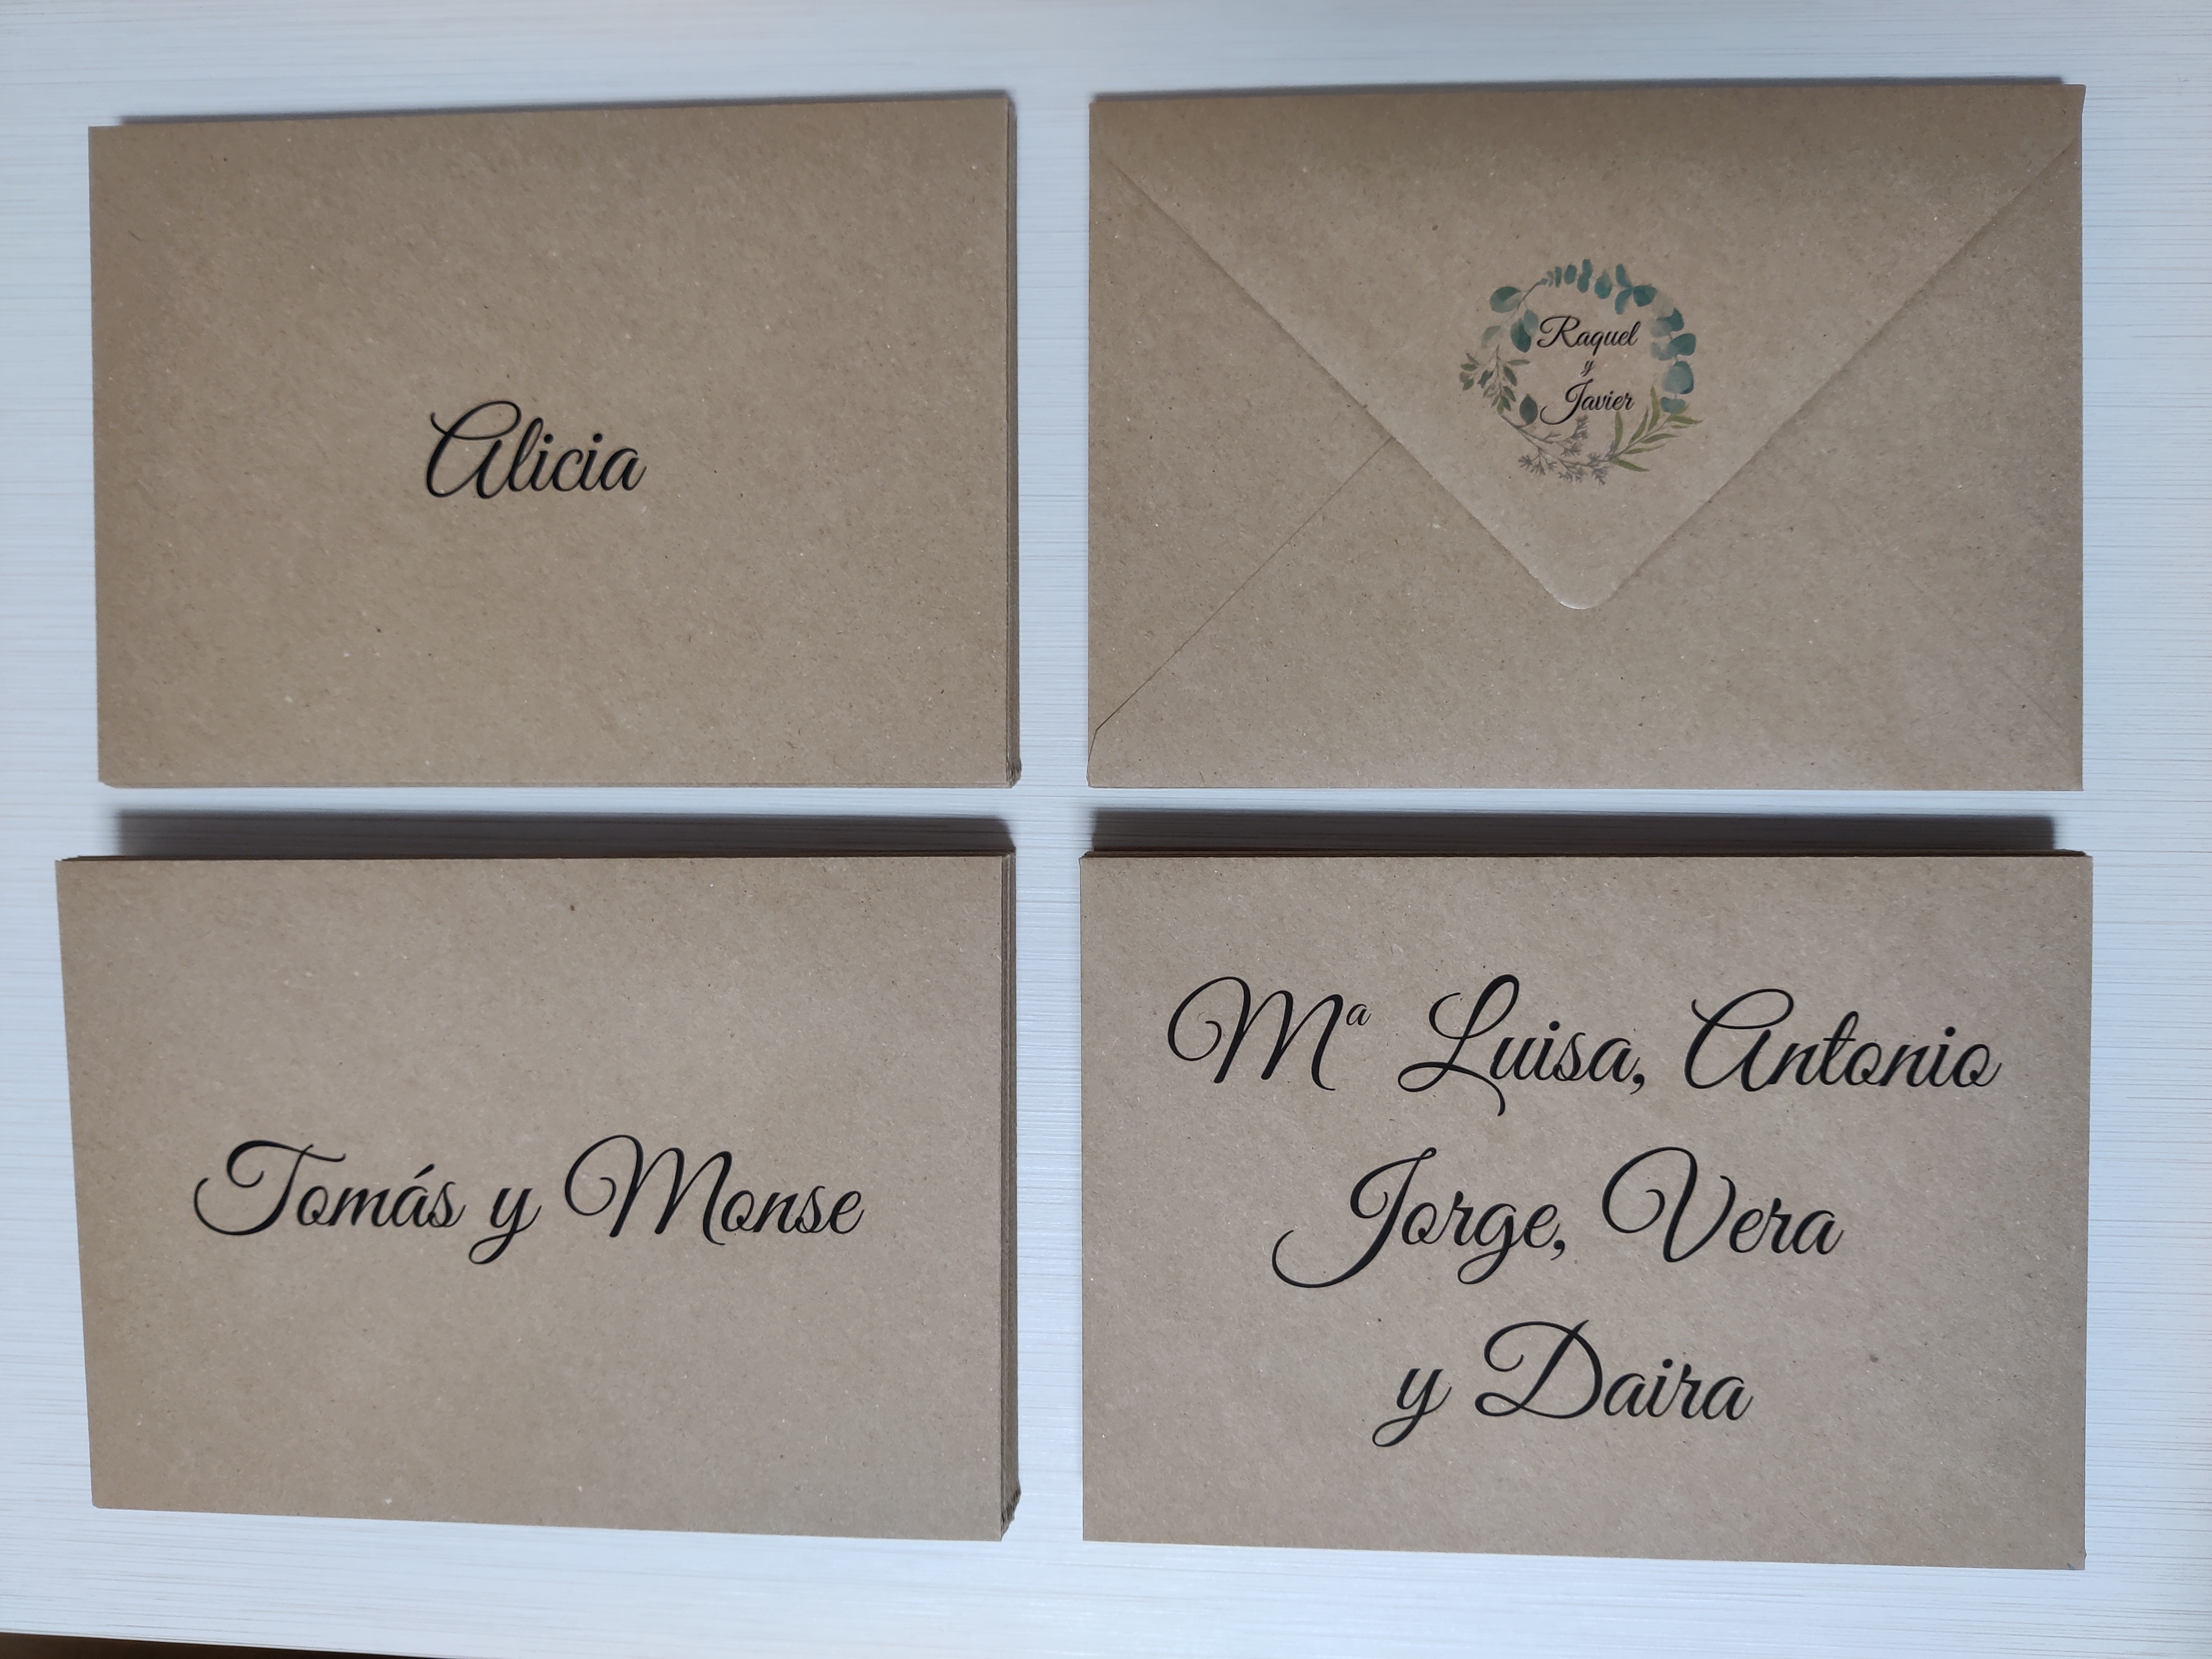 Alicia
Raquel
y
Javier
Tomás y Monse
Mª Luisa, Antonio
Jorge, Vera
y Daira